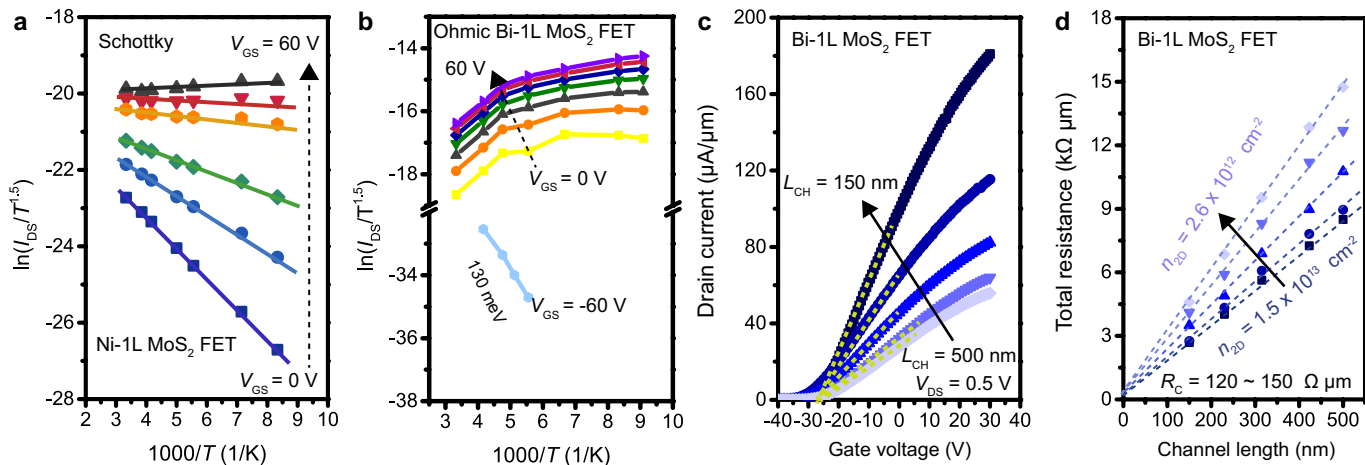 a
Schottky
V_GS = 60 V
ln(I_DS/T^1.5)
-14
-16
-18
-20
-22
-24
-26
-28
Ni-1L MoS₂ FET
V_GS = 0 V
2 3 4 5 6 7 8 9 10
1000/T (1/K)
b
Ohmic Bi-1L MoS₂ FET
60 V
V_GS = 0 V
ln(I_DS/T^1.5)
-14
-16
-18
-34
-36
-38
130 meV
V_GS = -60 V
2 3 4 5 6 7 8 9 10
1000/T (1/K)
c
Bi-1L MoS₂ FET
Drain current (µA/µm)
200
160
120
80
40
0
L_CH = 150 nm
L_CH = 500 nm
V_DS = 0.5 V
-40 -30 -20 -10 0 10 20 30 40
Gate voltage (V)
d
Bi-1L MoS₂ FET
Total resistance (kΩ µm)
18
15
12
9
6
3
0
n_2D = 2.6 x 10¹² cm⁻²
n_2D = 1.5 x 10¹³ cm⁻²
R_C = 120 ~ 150 Ω µm
0 100 200 300 400 500
Channel length (nm)